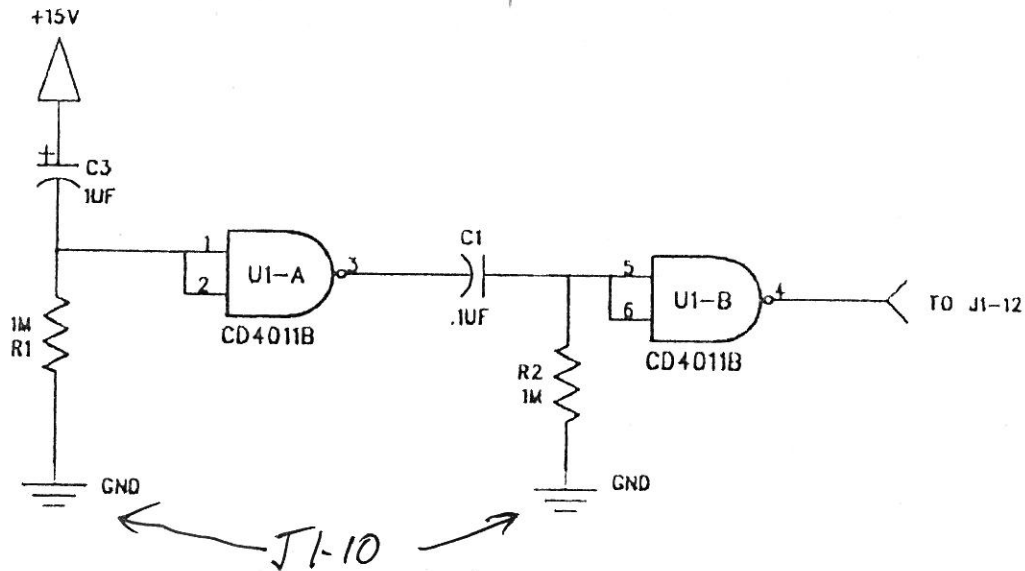 +15V
+
C3
1UF
1
2
U1-A
3
CD4011B
1M
R1
GND
C1
.1UF
R2
1M
GND
5
6
U1-B
4
CD4011B
TO J1-12
J1-10